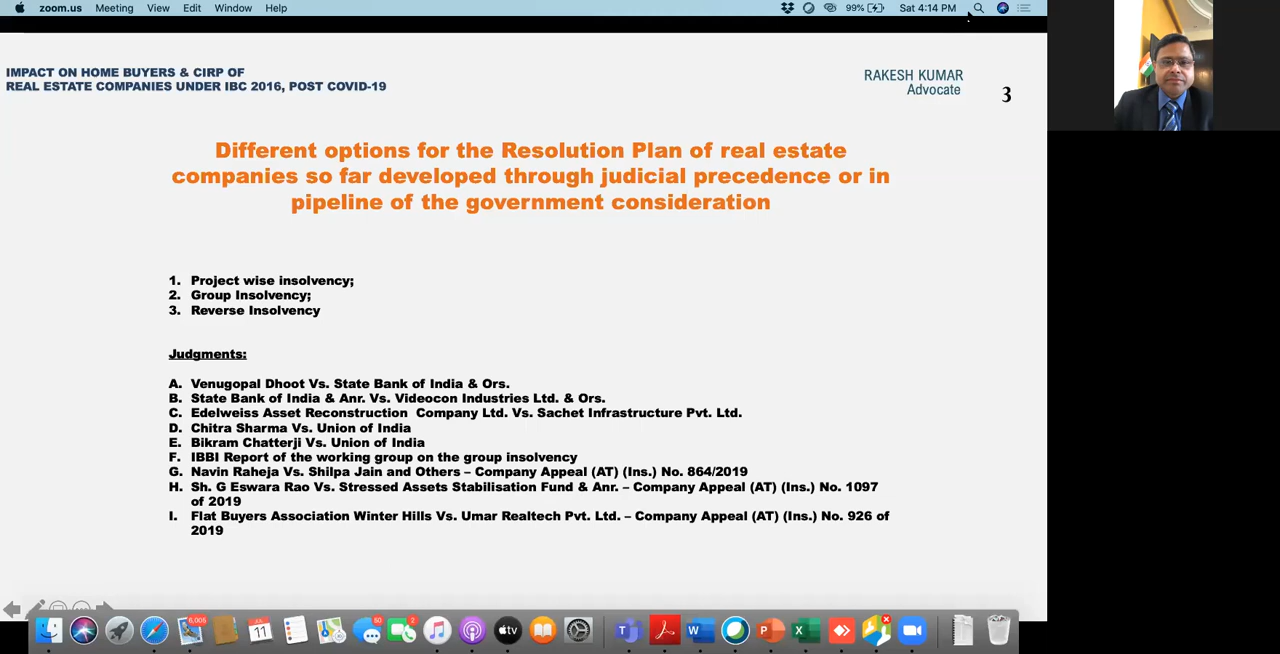 zoom.us Meeting View Edit Window Help 99% Sat 4:14 PM
IMPACT ON HOME BUYERS & CIRP OF
REAL ESTATE COMPANIES UNDER IBC 2016, POST COVID-19
RAKESH KUMAR
Advocate
3
Different options for the Resolution Plan of real estate
companies so far developed through judicial precedence or in
pipeline of the government consideration
1. Project wise insolvency;
2. Group Insolvency;
3. Reverse Insolvency
Judgments:
A. Venugopal Dhoot Vs. State Bank of India & Ors.
B. State Bank of India & Anr. Vs. Videocon Industries Ltd. & Ors.
C. Edelweiss Asset Reconstruction Company Ltd. Vs. Sachet Infrastructure Pvt. Ltd.
D. Chitra Sharma Vs. Union of India
E. Bikram Chatterji Vs. Union of India
F. IBBI Report of the working group on the group insolvency
G. Navin Raheja Vs. Shilpa Jain and Others – Company Appeal (AT) (Ins.) No. 864/2019
H. Sh. G Eswara Rao Vs. Stressed Assets Stabilisation Fund & Anr. – Company Appeal (AT) (Ins.) No. 1097
of 2019
I. Flat Buyers Association Winter Hills Vs. Umar Realtech Pvt. Ltd. – Company Appeal (AT) (Ins.) No. 926 of
2019
6,005 11 80 2 tv T W P X